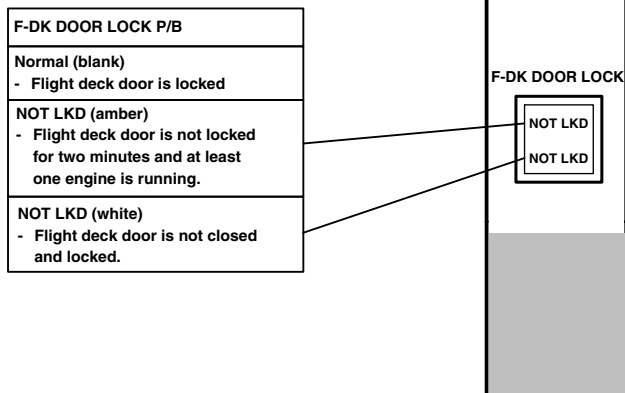 F-DK DOOR LOCK P/B
Normal (blank)
- Flight deck door is locked
NOT LKD (amber)
- Flight deck door is not locked
for two minutes and at least
one engine is running.
NOT LKD (white)
- Flight deck door is not closed
and locked.
F-DK DOOR LOCK
NOT LKD
NOT LKD